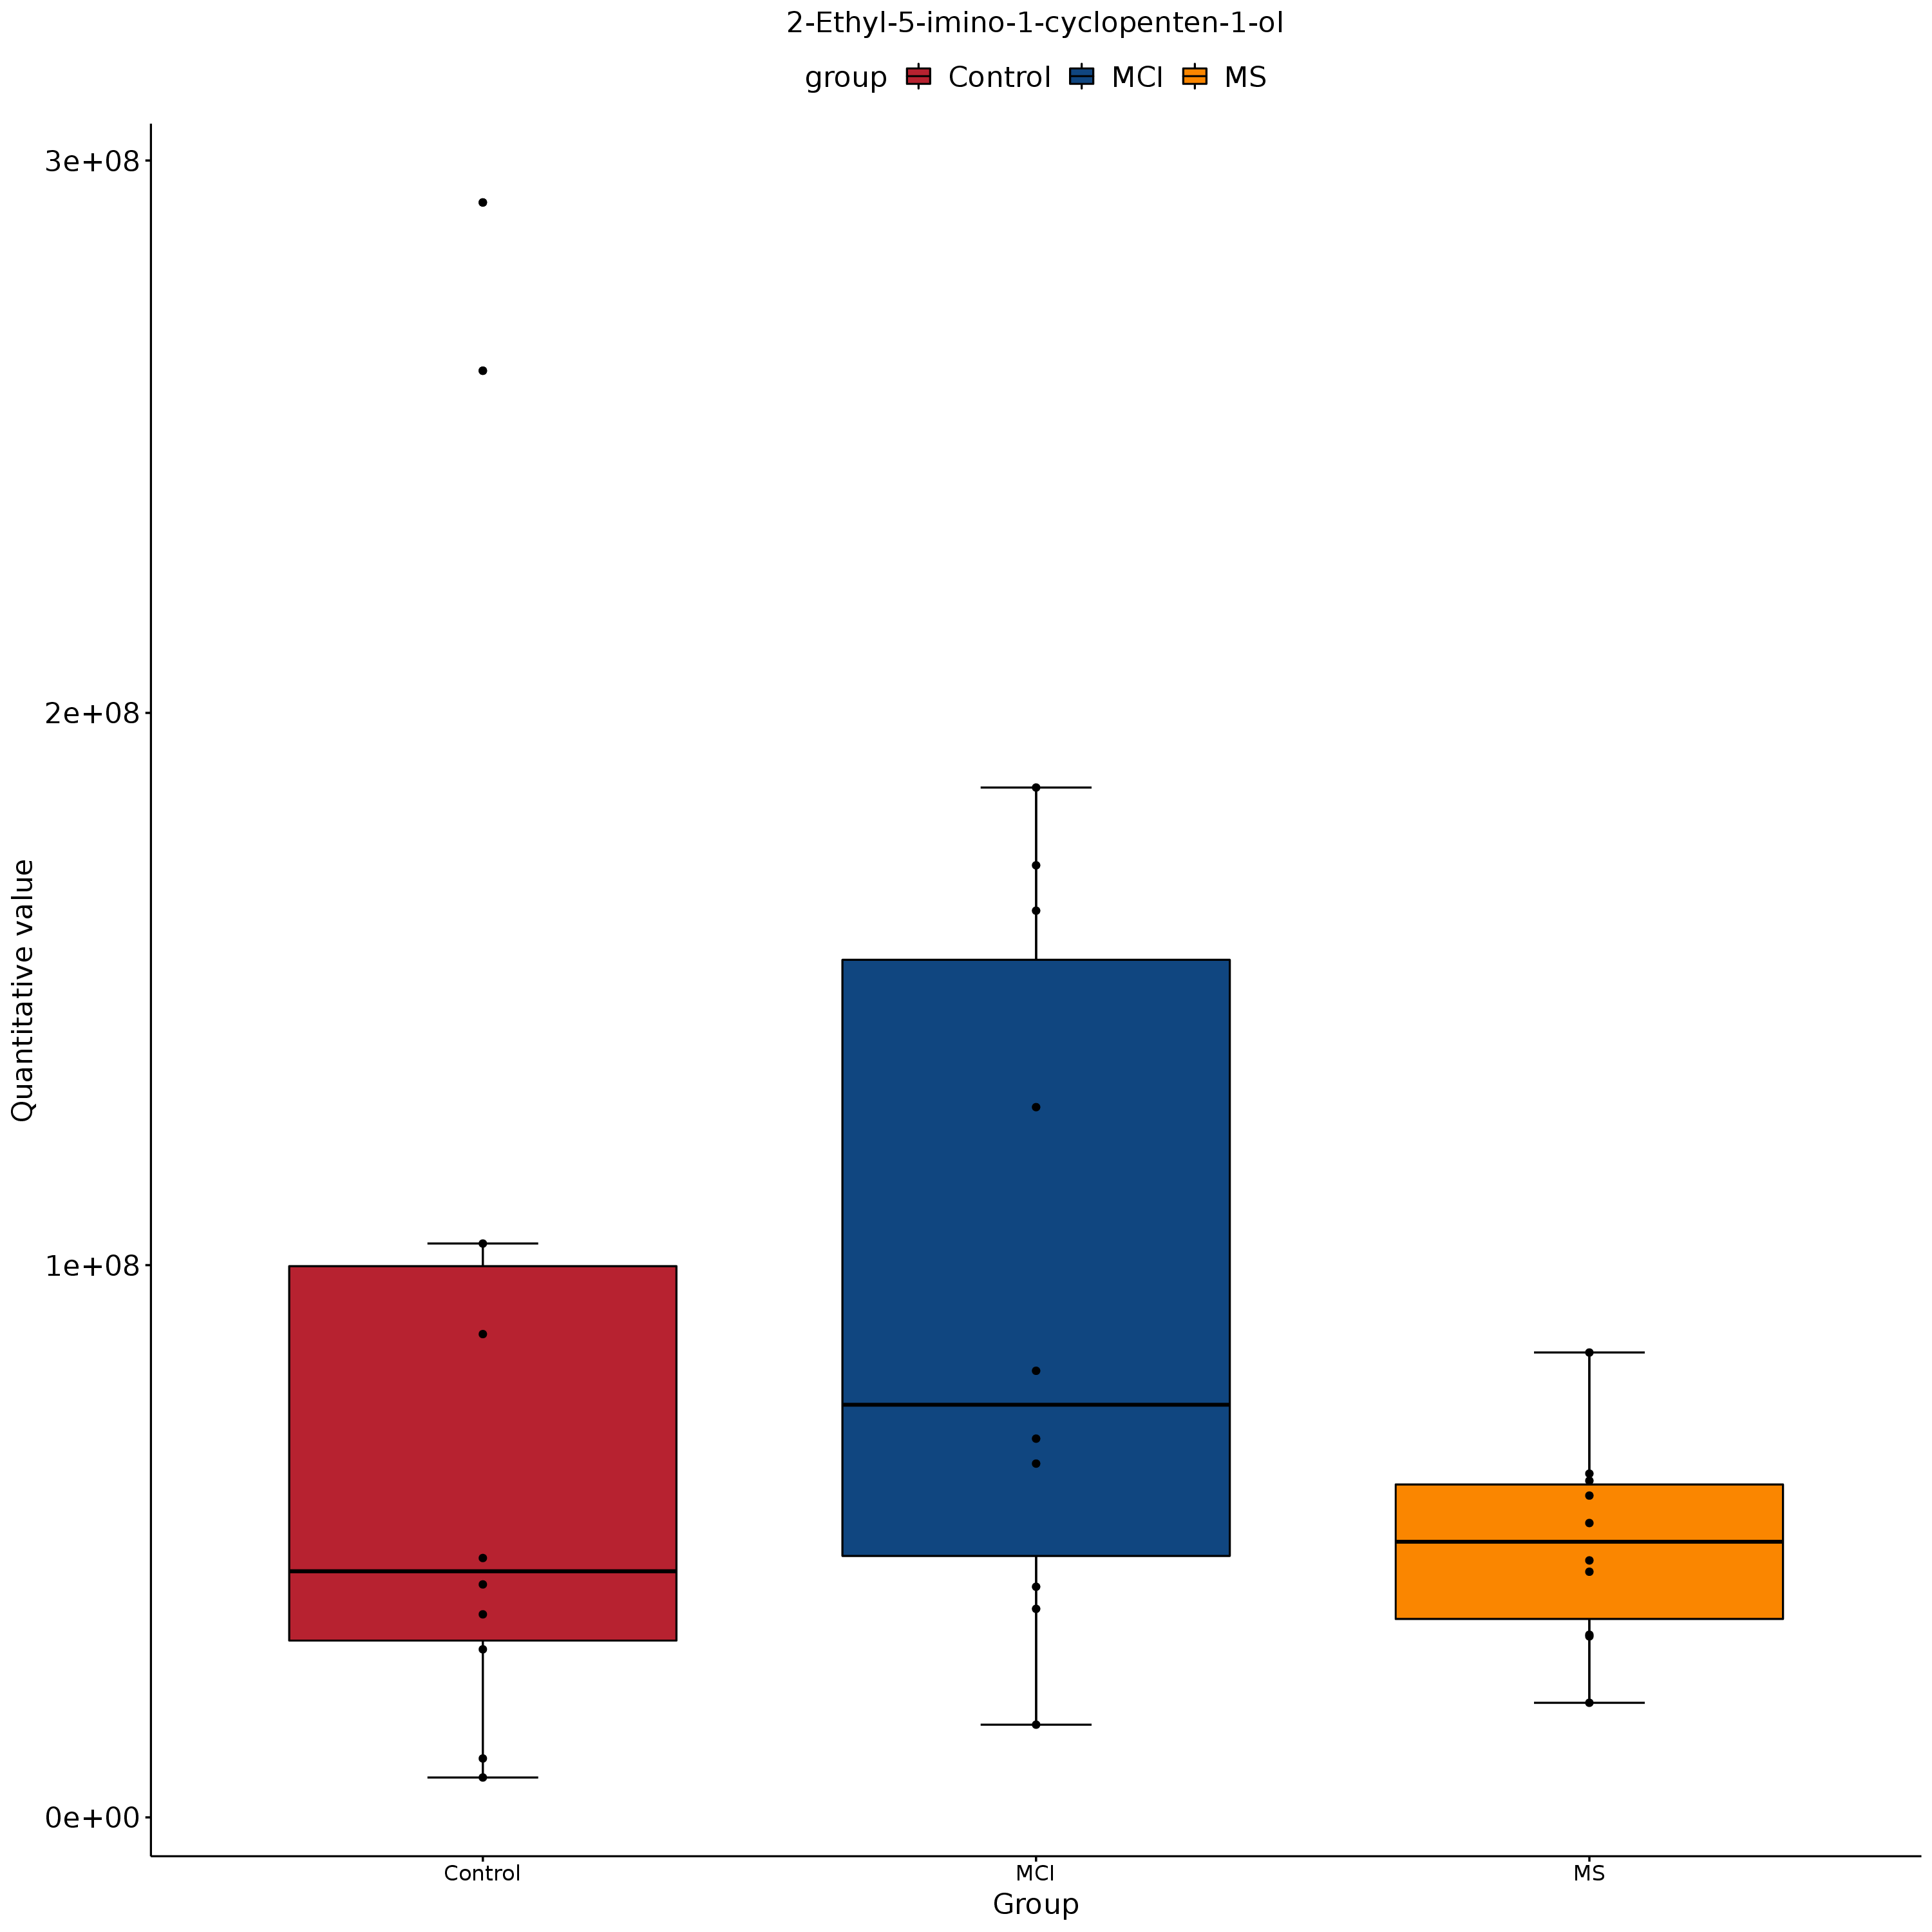 2-Ethyl-5-imino-1-cyclopenten-1-ol
group Control MCI MS
3e+08
2e+08
1e+08
0e+00
Quantitative value
Control MCI MS
Group